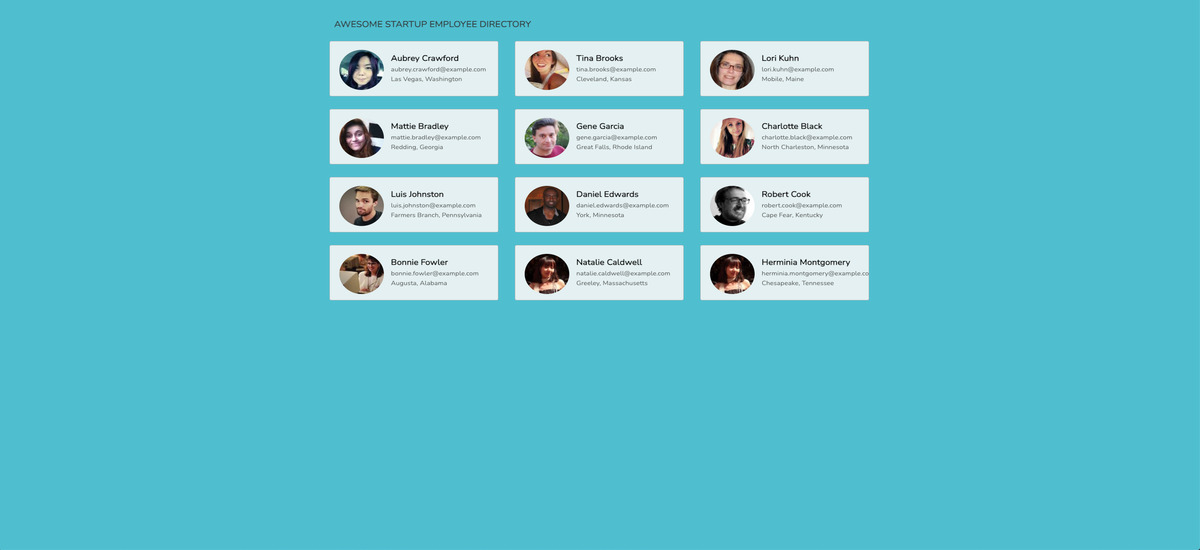 AWESOME STARTUP EMPLOYEE DIRECTORY
Aubrey Crawford
aubrey.crawford@example.com
Las Vegas, Washington
Tina Brooks
tina.brooks@example.com
Cleveland, Kansas
Lori Kuhn
lori.kuhn@example.com
Mobile, Maine
Mattie Bradley
mattie.bradley@example.com
Redding, Georgia
Gene Garcia
gene.garcia@example.com
Great Falls, Rhode Island
Charlotte Black
charlotte.black@example.com
North Charleston, Minnesota
Luis Johnston
luis.johnston@example.com
Farmers Branch, Pennsylvania
Daniel Edwards
daniel.edwards@example.com
York, Minnesota
Robert Cook
robert.cook@example.com
Cape Fear, Kentucky
Bonnie Fowler
bonnie.fowler@example.com
Augusta, Alabama
Natalie Caldwell
natalie.caldwell@example.com
Greeley, Massachusetts
Herminia Montgomery
herminia.montgomery@example.co
Chesapeake, Tennessee